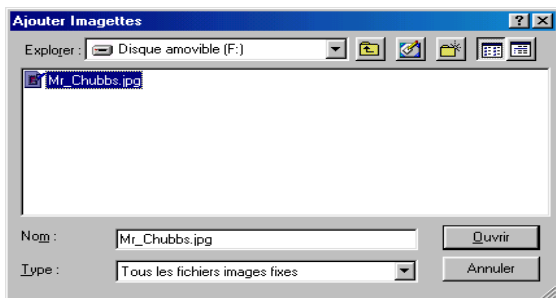 Ajouter Imagettes
Explorer : Disque amovible (F:)
Mr_Chubbs.jpg
Nom : Mr_Chubbs.jpg Ouvrir
Type : Tous les fichiers images fixes Annuler